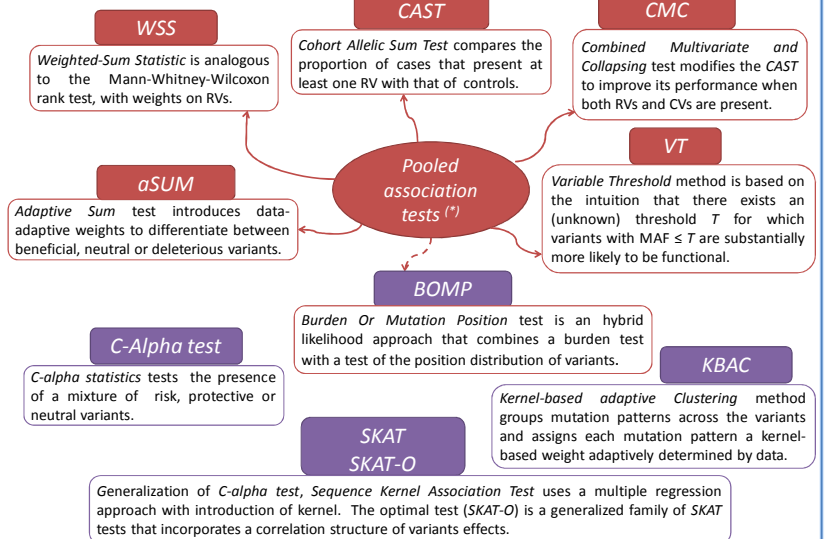 WSS
Weighted-Sum Statistic is analogous
to the Mann-Whitney-Wilcoxon
rank test, with weights on RVs.
CAST
Cohort Allelic Sum Test compares the
proportion of cases that present at
least one RV with that of controls.
CMC
Combined Multivariate and
Collapsing test modifies the CAST
to improve its performance when
both RVs and CVs are present.
Pooled
association
tests (*)
aSUM
Adaptive Sum test introduces data-
adaptive weights to differentiate between
beneficial, neutral or deleterious variants.
VT
Variable Threshold method is based on
the intuition that there exists an
(unknown) threshold T for which
variants with MAF ≤ T are substantially
more likely to be functional.
BOMP
Burden Or Mutation Position test is an hybrid
likelihood approach that combines a burden test
with a test of the position distribution of variants.
C-Alpha test
C-alpha statistics tests the presence
of a mixture of risk, protective or
neutral variants.
KBAC
Kernel-based adaptive Clustering method
groups mutation patterns across the variants
and assigns each mutation pattern a kernel-
based weight adaptively determined by data.
SKAT
SKAT-O
Generalization of C-alpha test, Sequence Kernel Association Test uses a multiple regression
approach with introduction of kernel. The optimal test (SKAT-O) is a generalized family of SKAT
tests that incorporates a correlation structure of variants effects.